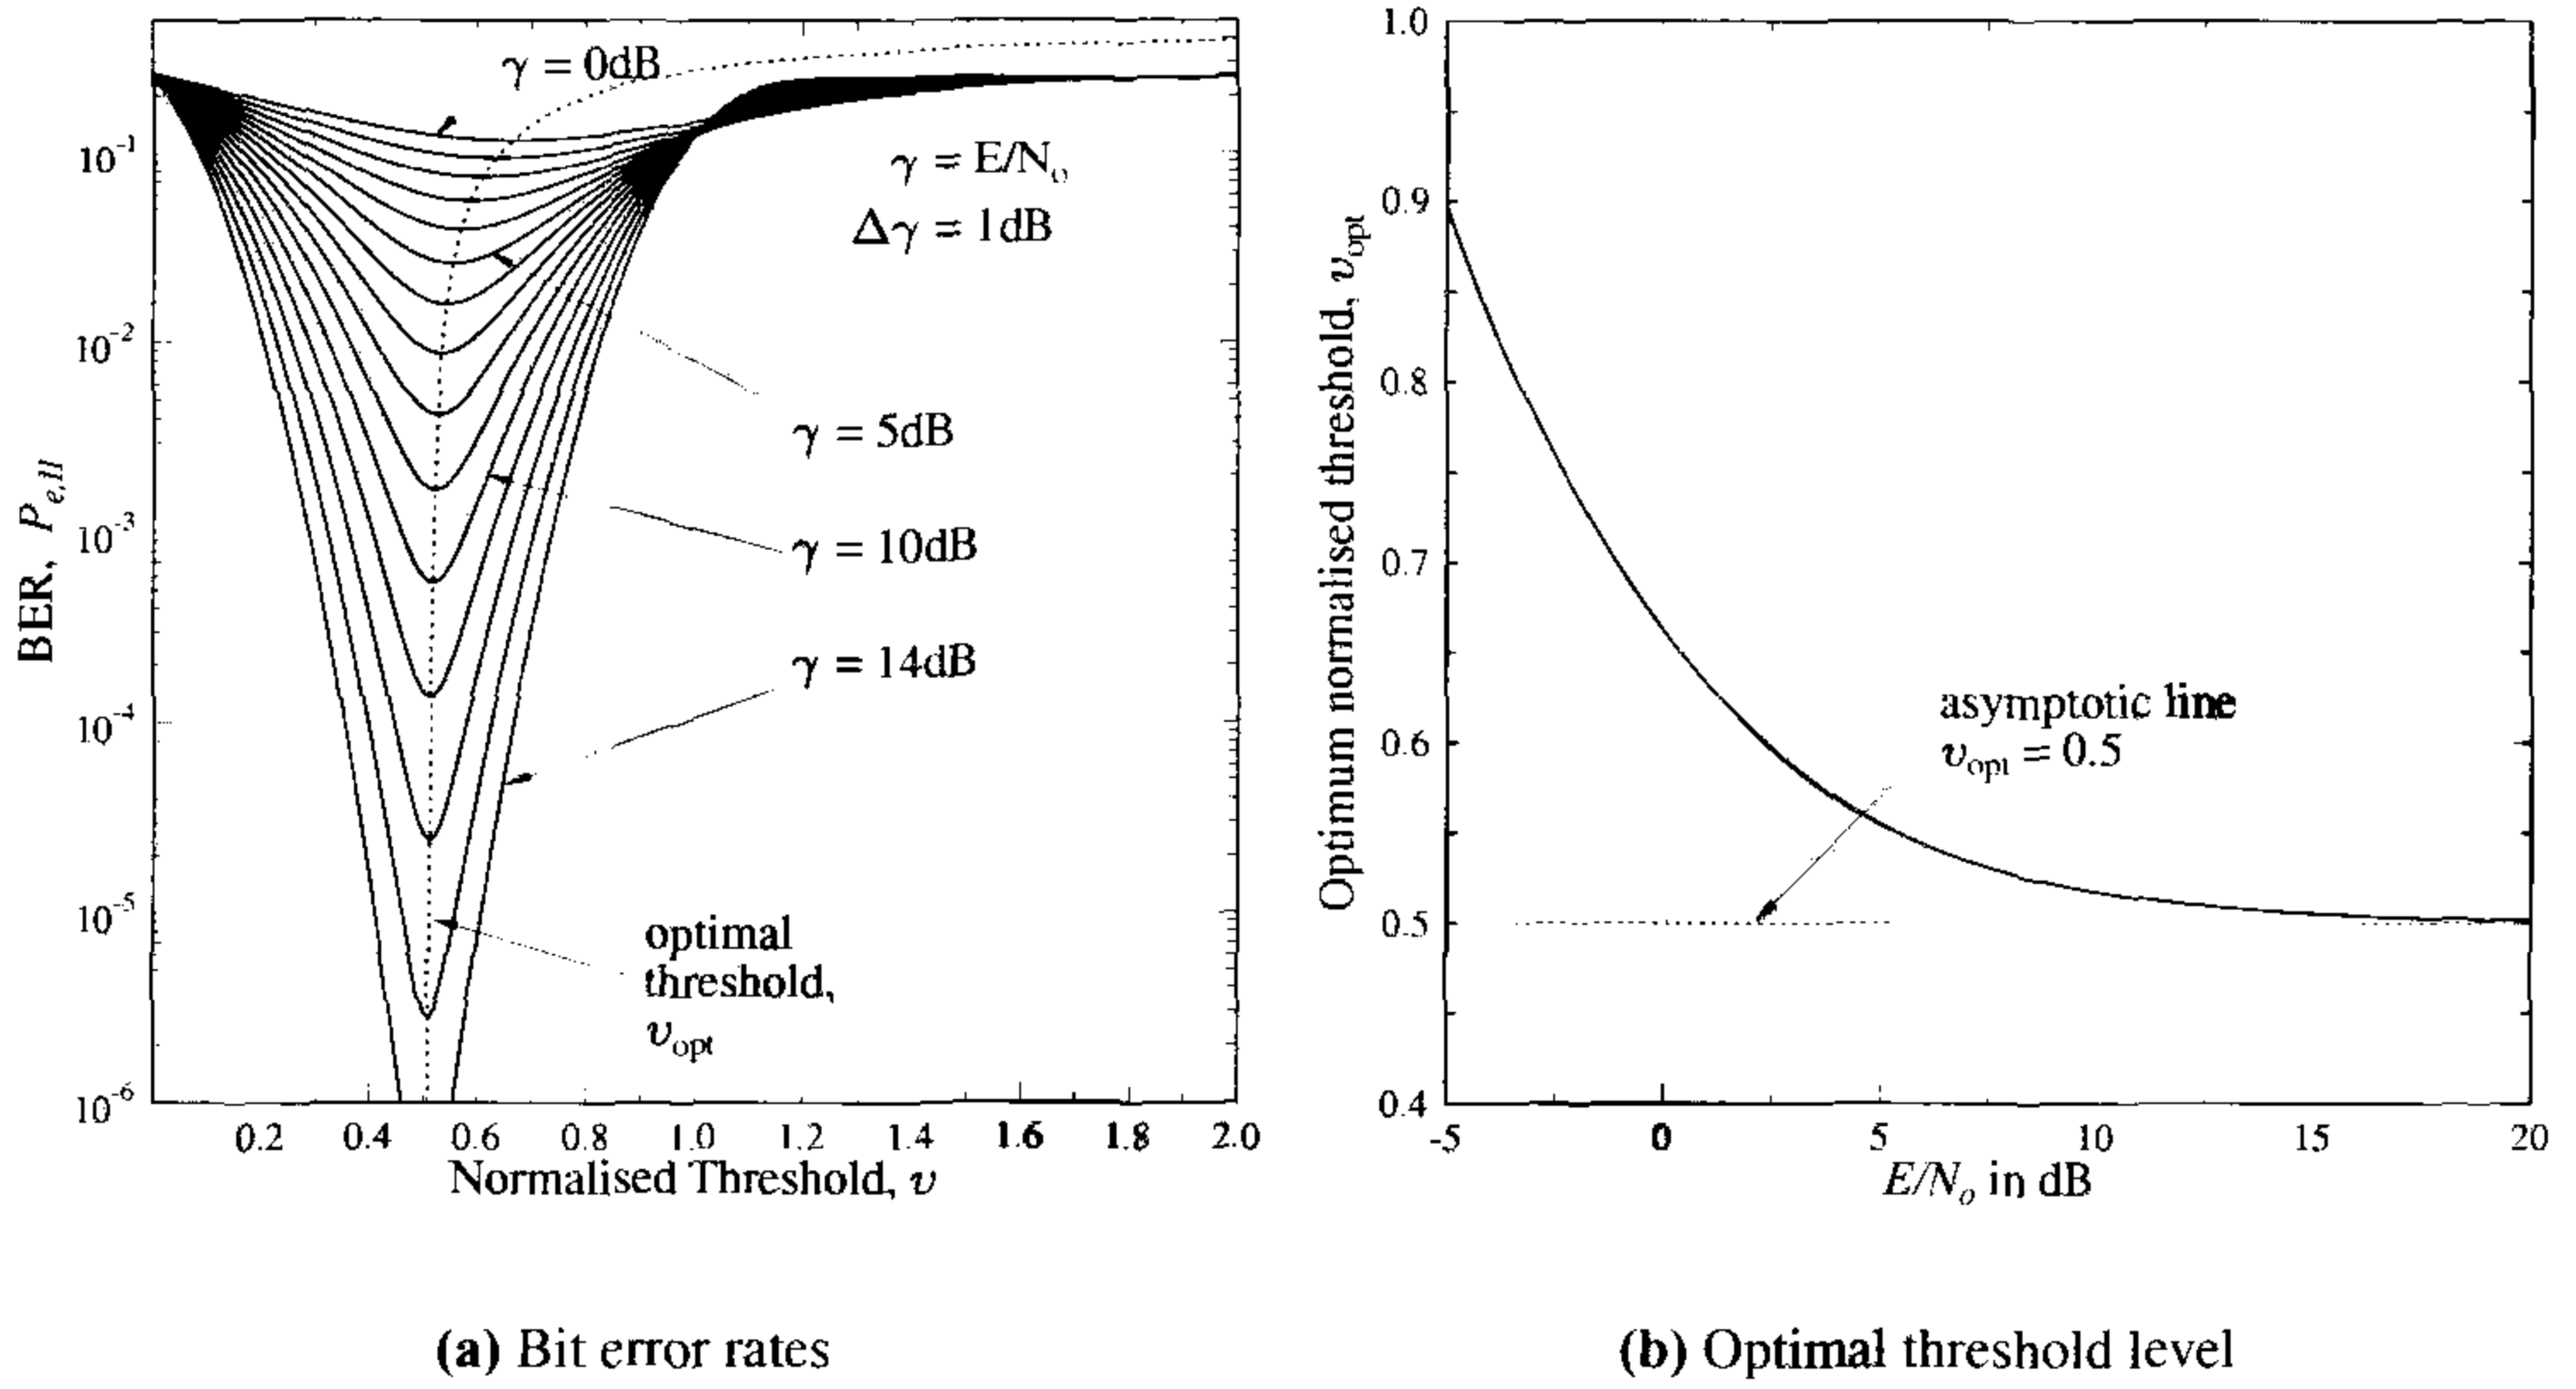 γ = 0dB
γ = E/N₀
Δγ = 1dB
γ = 5dB
γ = 10dB
γ = 14dB
optimal
threshold,
υ_opt
BER, P_e,II
10⁻¹
10⁻²
10⁻³
10⁻⁴
10⁻⁵
10⁻⁶
0.2 0.4 0.6 0.8 1.0 1.2 1.4 1.6 1.8 2.0
Normalised Threshold, υ
(a) Bit error rates
Optimum normalised threshold, υ_opt
1.0
0.9
0.8
0.7
0.6
0.5
0.4
asymptotic line
υ_opt = 0.5
-5 0 5 10 15 20
E/N_o in dB
(b) Optimal threshold level